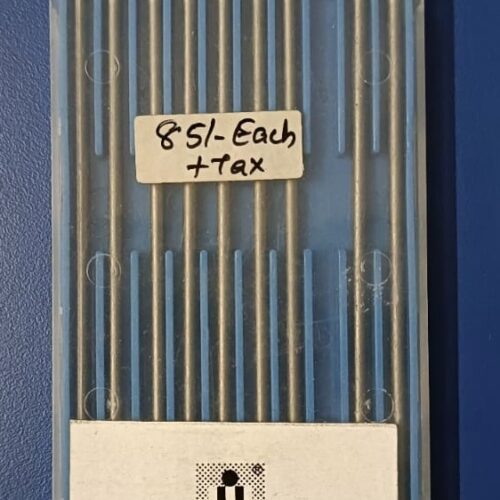 85/- Each
+Tax
®